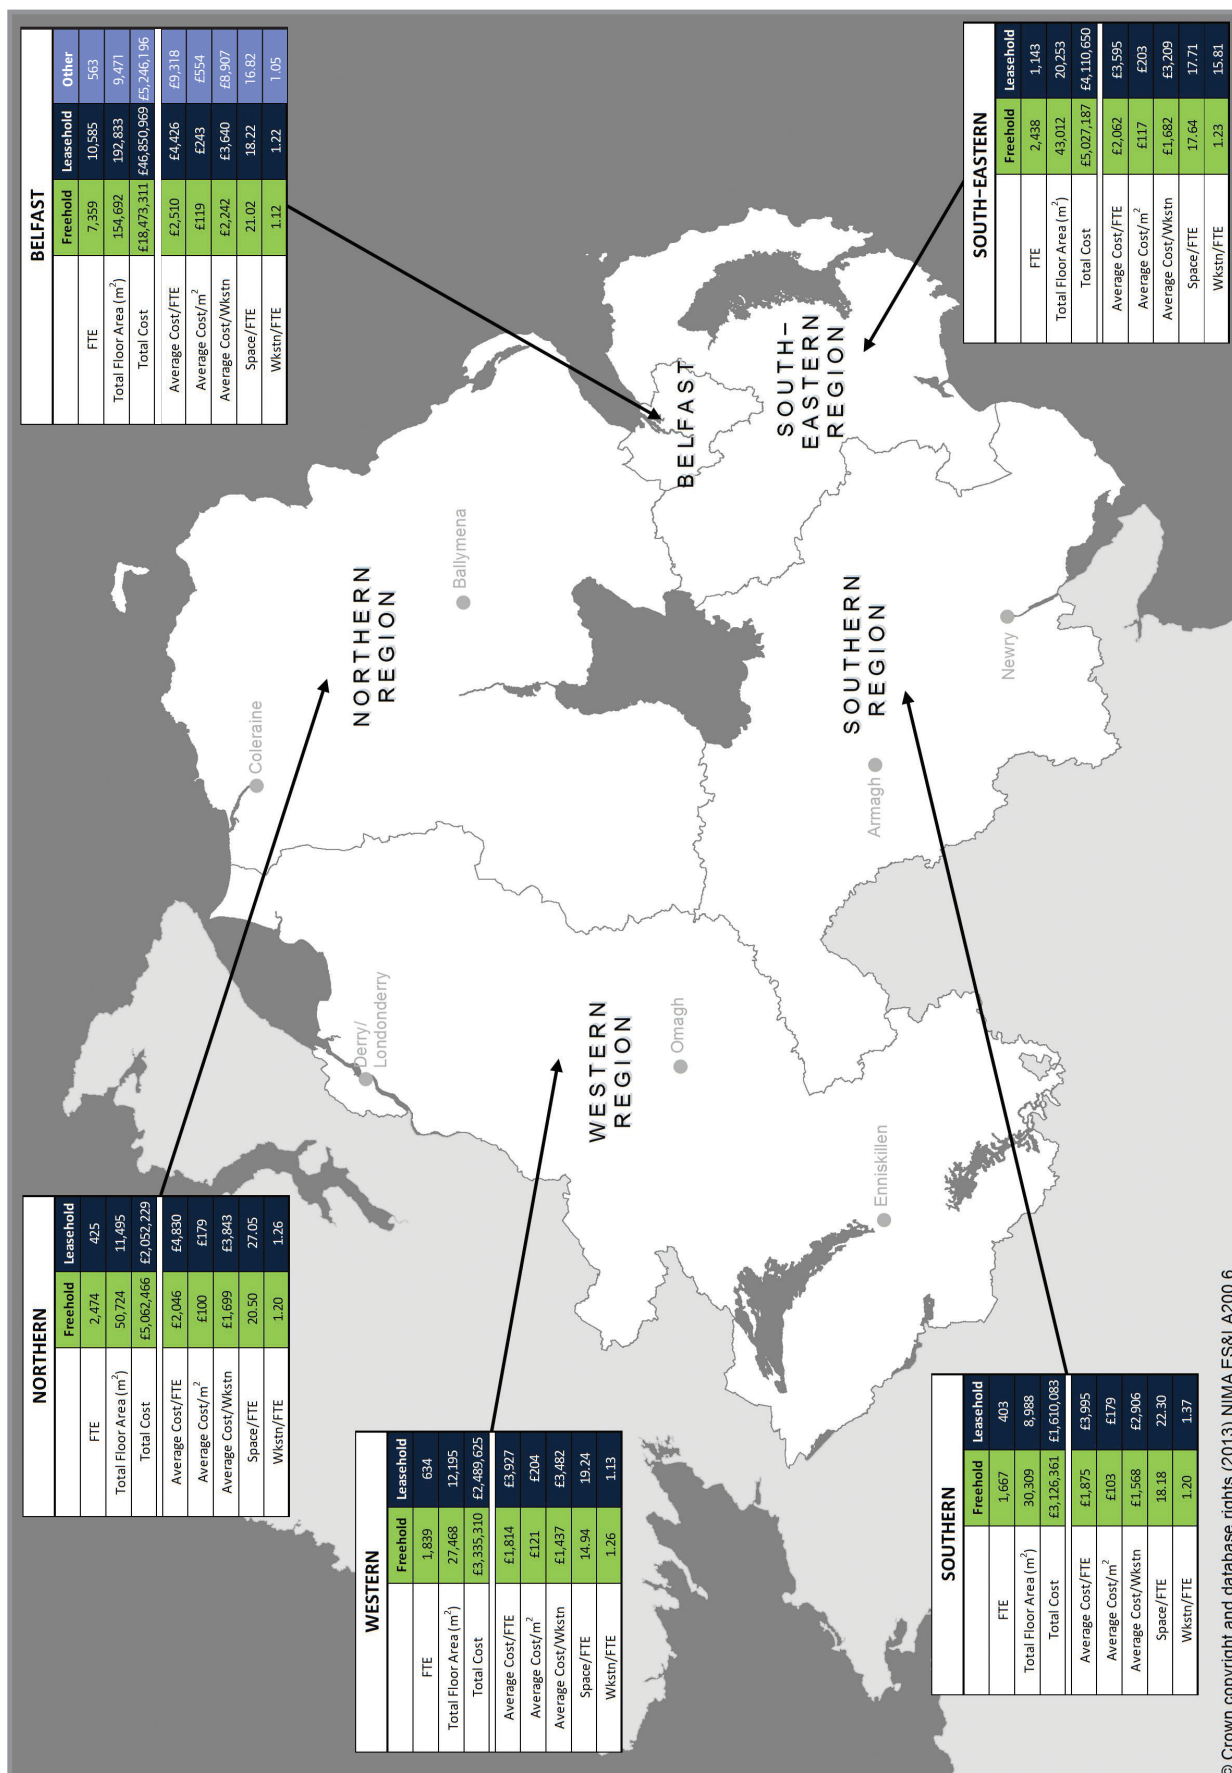 NORTHERN
Freehold Leasehold
FTE 2,474 425
Total Floor Area (m²) 50,724 11,495
Total Cost £5,062,466 £2,052,229
Average Cost/FTE £2,046 £4,830
Average Cost/m² £100 £179
Average Cost/Wkstn £1,699 £3,843
Space/FTE 20.50 27.05
Wkstn/FTE 1.20 1.26
BELFAST
Freehold Leasehold Other
FTE 7,359 10,585 563
Total Floor Area (m²) 154,692 192,833 9,471
Total Cost £18,473,311 £46,850,969 £5,246,196
Average Cost/FTE £2,510 £4,426 £9,318
Average Cost/m² £119 £243 £554
Average Cost/Wkstn £2,242 £3,640 £8,907
Space/FTE 21.02 18.22 16.82
Wkstn/FTE 1.12 1.22 1.05
WESTERN
Freehold Leasehold
FTE 1,839 634
Total Floor Area (m²) 27,468 12,195
Total Cost £3,335,310 £2,489,625
Average Cost/FTE £1,814 £3,927
Average Cost/m² £121 £204
Average Cost/Wkstn £1,437 £3,482
Space/FTE 14.94 19.24
Wkstn/FTE 1.26 1.13
Coleraine
Derry/
Londonderry
NORTHERN
REGION
Ballymena
WESTERN
REGION
Omagh
BELFAST
SOUTH-
EASTERN
REGION
SOUTHERN
REGION
Armagh
Enniskillen
Newry
SOUTHERN
Freehold Leasehold
FTE 1,667 403
Total Floor Area (m²) 30,309 8,988
Total Cost £3,126,361 £1,610,083
Average Cost/FTE £1,875 £3,995
Average Cost/m² £103 £179
Average Cost/Wkstn £1,568 £2,906
Space/FTE 18.18 22.30
Wkstn/FTE 1.20 1.37
SOUTH-EASTERN
Freehold Leasehold
FTE 2,438 1,143
Total Floor Area (m²) 43,012 20,253
Total Cost £5,027,187 £4,110,650
Average Cost/FTE £2,062 £3,595
Average Cost/m² £117 £203
Average Cost/Wkstn £1,682 £3,209
Space/FTE 17.64 17.71
Wkstn/FTE 1.23 15.81
© Crown copyright and database rights (2013) NIMA ES&LA200.6